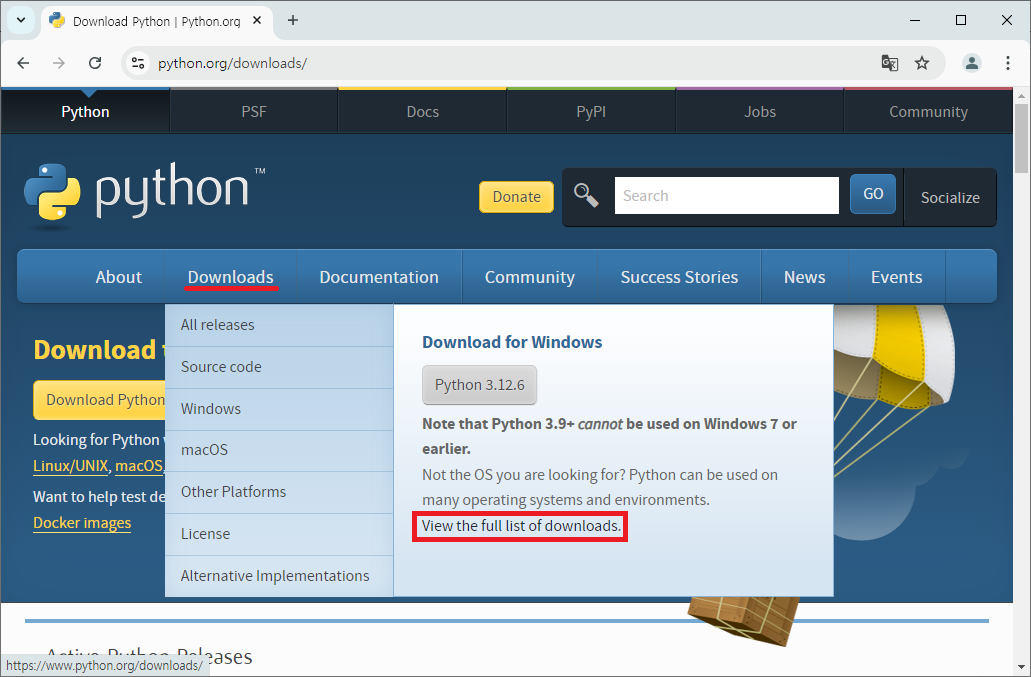 Download Python | Python.org
python.org/downloads/
Python PSF Docs PyPI Jobs Community
python™
Donate Search GO Socialize
About Downloads Documentation Community Success Stories News Events
All releases
Source code
Windows
macOS
Other Platforms
License
Alternative Implementations
Download for Windows
Python 3.12.6
Note that Python 3.9+ cannot be used on Windows 7 or
earlier.
Not the OS you are looking for? Python can be used on
many operating systems and environments.
View the full list of downloads.
Download
Download Python
Looking for Python
Linux/UNIX, macOS,
Want to help test de
Docker images
Active Python Releases
https://www.python.org/downloads/